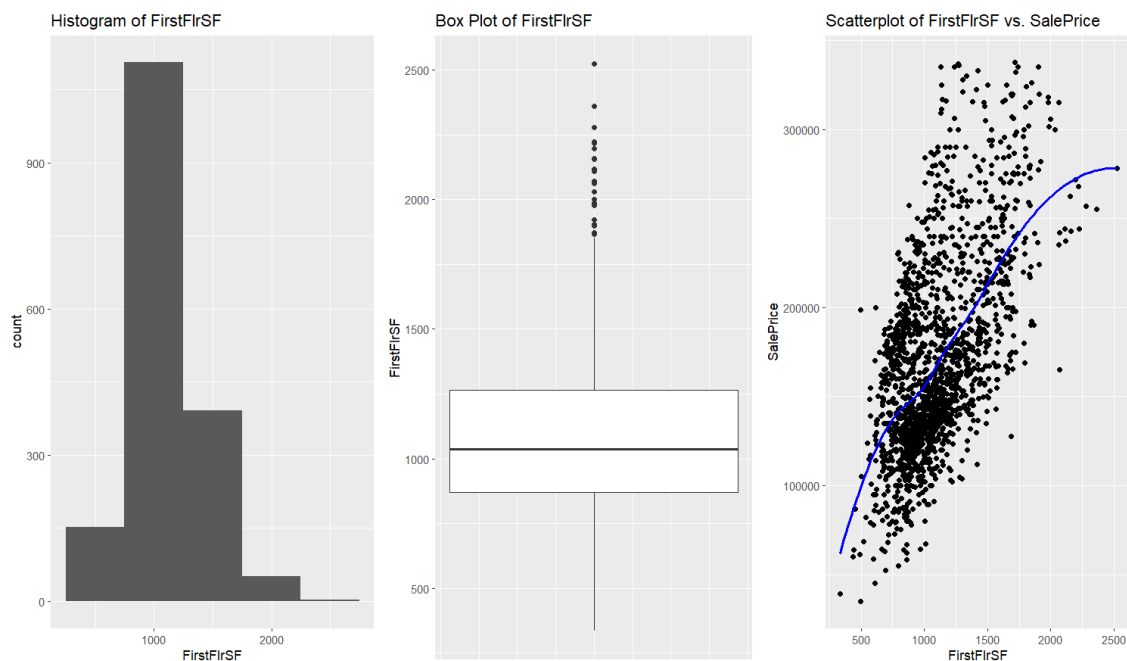 Histogram of FirstFlrSF
count
900
600
300
0
1000
2000
FirstFlrSF
Box Plot of FirstFlrSF
FirstFlrSF
2500
2000
1500
1000
500
Scatterplot of FirstFlrSF vs. SalePrice
SalePrice
300000
200000
100000
500
1000
1500
2000
2500
FirstFlrSF